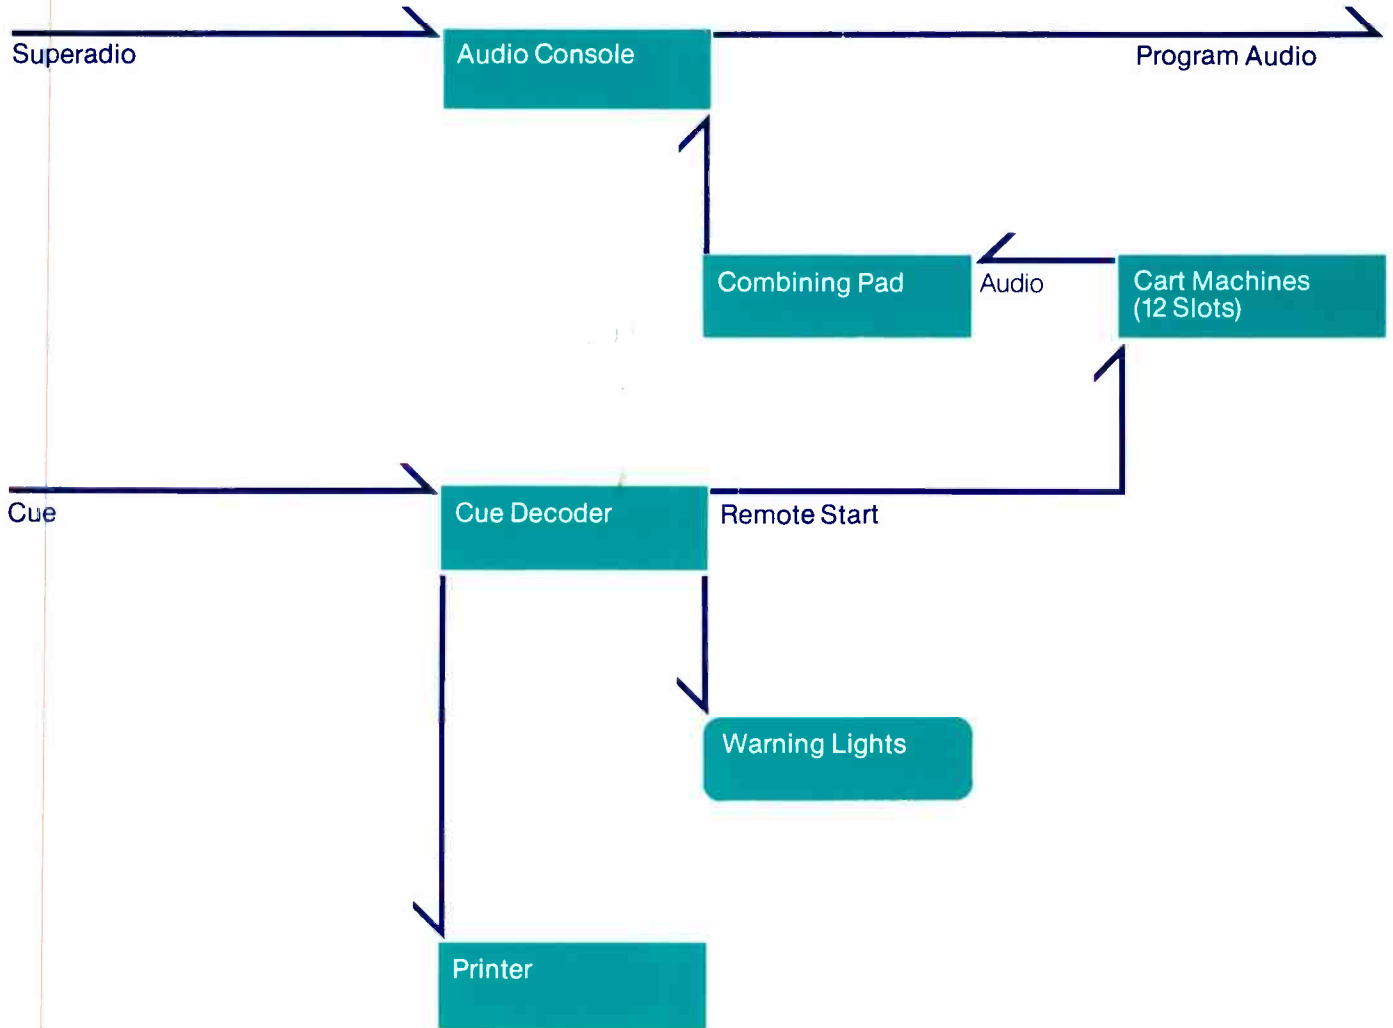 Superadio
Audio Console
Program Audio
Combining Pad
Audio
Cart Machines
(12 Slots)
Cue
Cue Decoder
Remote Start
Warning Lights
Printer